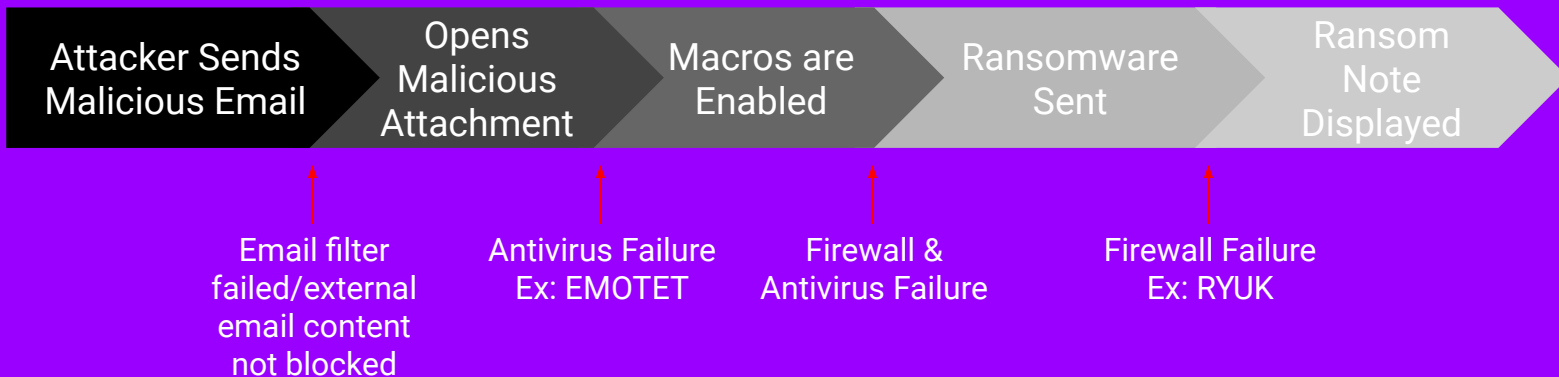 Attacker Sends
Malicious Email
Opens
Malicious
Attachment
Macros are
Enabled
Ransomware
Sent
Ransom
Note
Displayed
Email filter
failed/external
email content
not blocked
Antivirus Failure
Ex: EMOTET
Firewall &
Antivirus Failure
Firewall Failure
Ex: RYUK